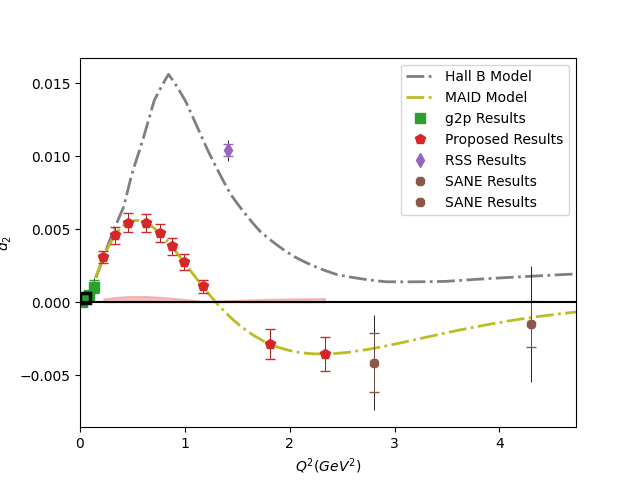 0.015
0.010
0.005
0.000
−0.005
d₂
0
1
2
3
4
Q²(GeV²)
Hall B Model
MAID Model
g2p Results
Proposed Results
RSS Results
SANE Results
SANE Results